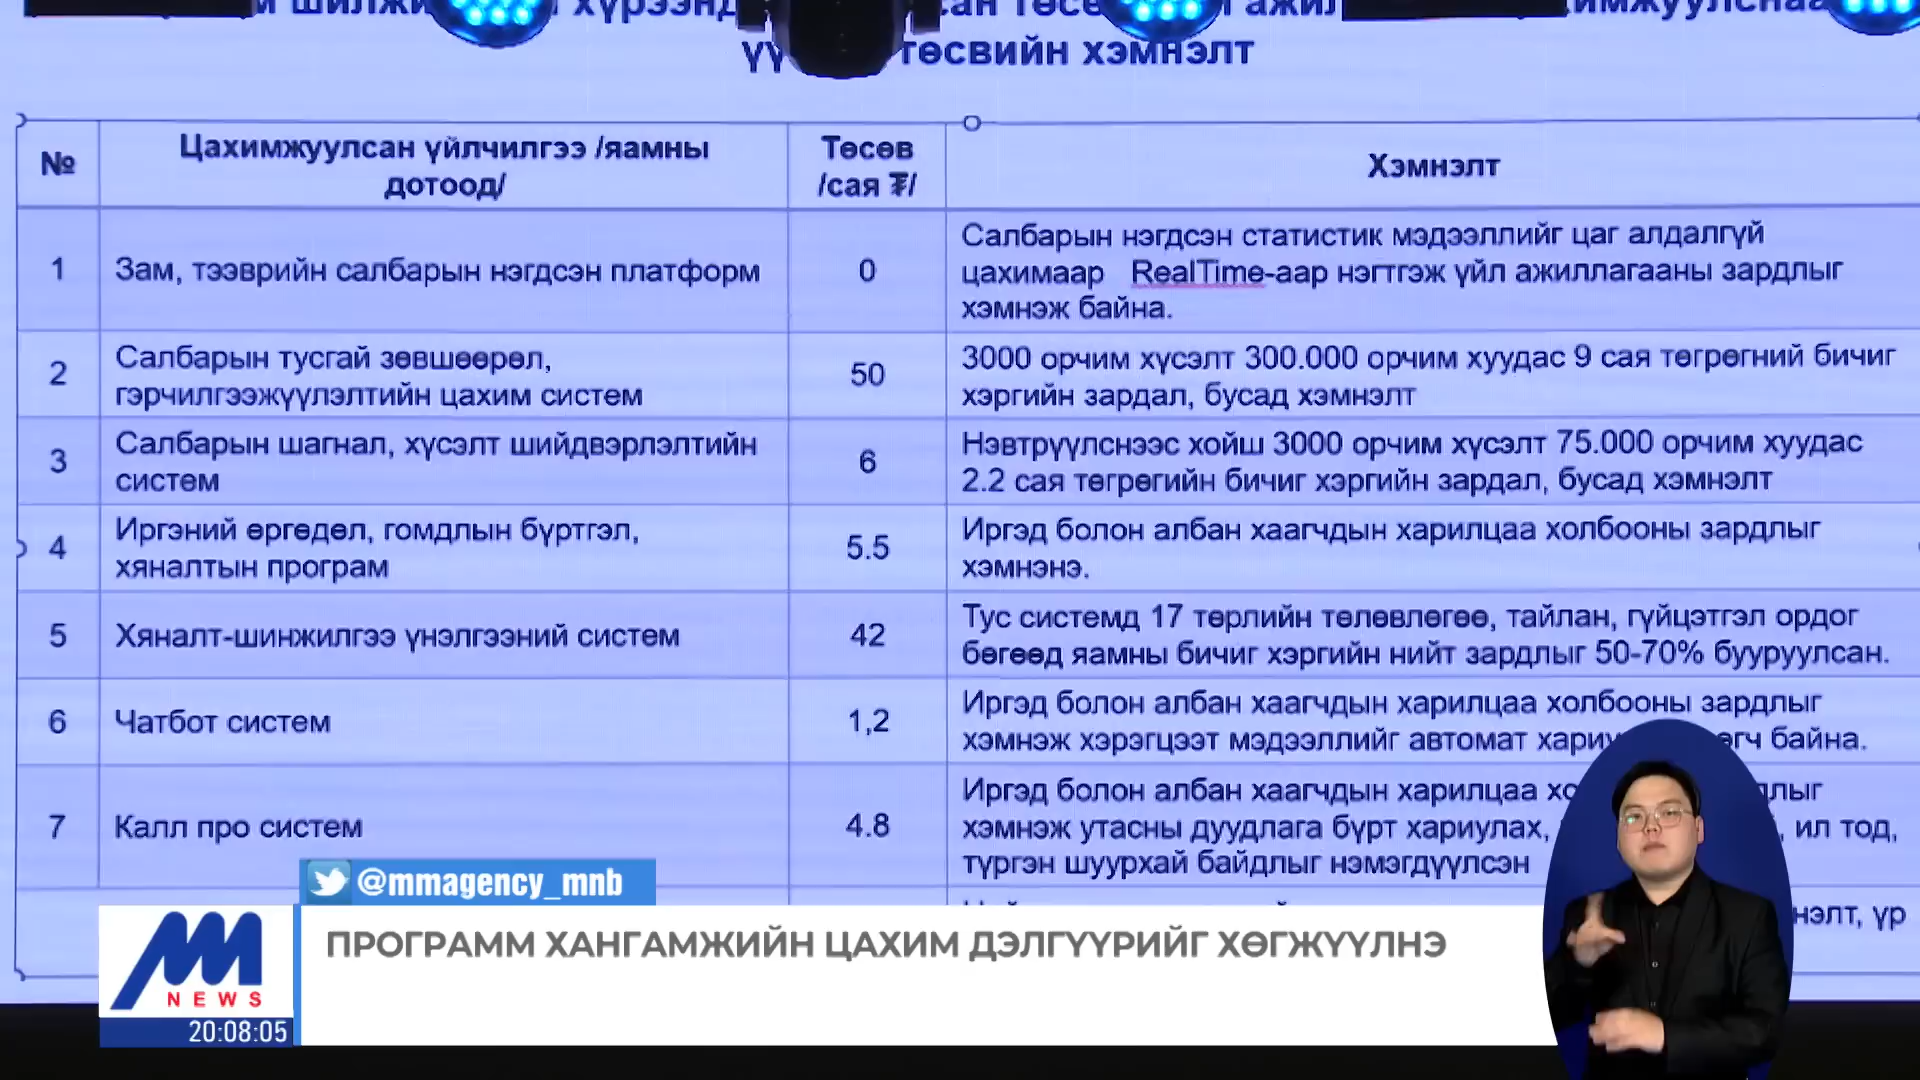 хүрээнд
төсвийн хэмнэлт
№
Цахимжуулсан үйлчилгээ /яамны
дотоод/
Төсөв
/сая ₮/
Хэмнэлт
1
Зам, тээврийн салбарын нэгдсэн платформ
0
Салбарын нэгдсэн статистик мэдээллийг цаг алдалгүй
цахимаар RealTime-аар нэгтгэж үйл ажиллагааны зардлыг
хэмнэж байна.
2
Салбарын тусгай зөвшөөрөл,
гэрчилгээжүүлэлтийн цахим систем
50
3000 орчим хүсэлт 300.000 орчим хуудас 9 сая төгрөгний бичиг
хэргийн зардал, бусад хэмнэлт
3
Салбарын шагнал, хүсэлт шийдвэрлэлтийн
систем
6
Нэвтрүүлснээс хойш 3000 орчим хүсэлт 75.000 орчим хуудас
2.2 сая төгрөгийн бичиг хэргийн зардал, бусад хэмнэлт
4
Иргэний өргөдөл, гомдлын бүртгэл,
хяналтын програм
5.5
Иргэд болон албан хаагчдын харилцаа холбооны зардлыг
хэмнэнэ.
5
Хяналт-шинжилгээ үнэлгээний систем
42
Тус системд 17 төрлийн төлөвлөгөө, тайлан, гүйцэтгэл ордог
бөгөөд яамны бичиг хэргийн нийт зардлыг 50-70% бууруулсан.
6
Чатбот систем
1,2
Иргэд болон албан хаагчдын харилцаа холбооны зардлыг
хэмнэж хэрэгцээт мэдээллийг автомат байна.
7
Калл про систем
4.8
Иргэд болон албан хаагчдын харилцаа
хэмнэж утасны дуудлага бүрт хариулах, ил тод,
түргэн шуурхай байдлыг нэмэгдүүлсэн
үр
@mmagency_mnb
ПРОГРАММ ХАНГАМЖИЙН ЦАХИМ ДЭЛГҮҮРИЙГ ХӨГЖҮҮЛНЭ
NEWS
20:08:05